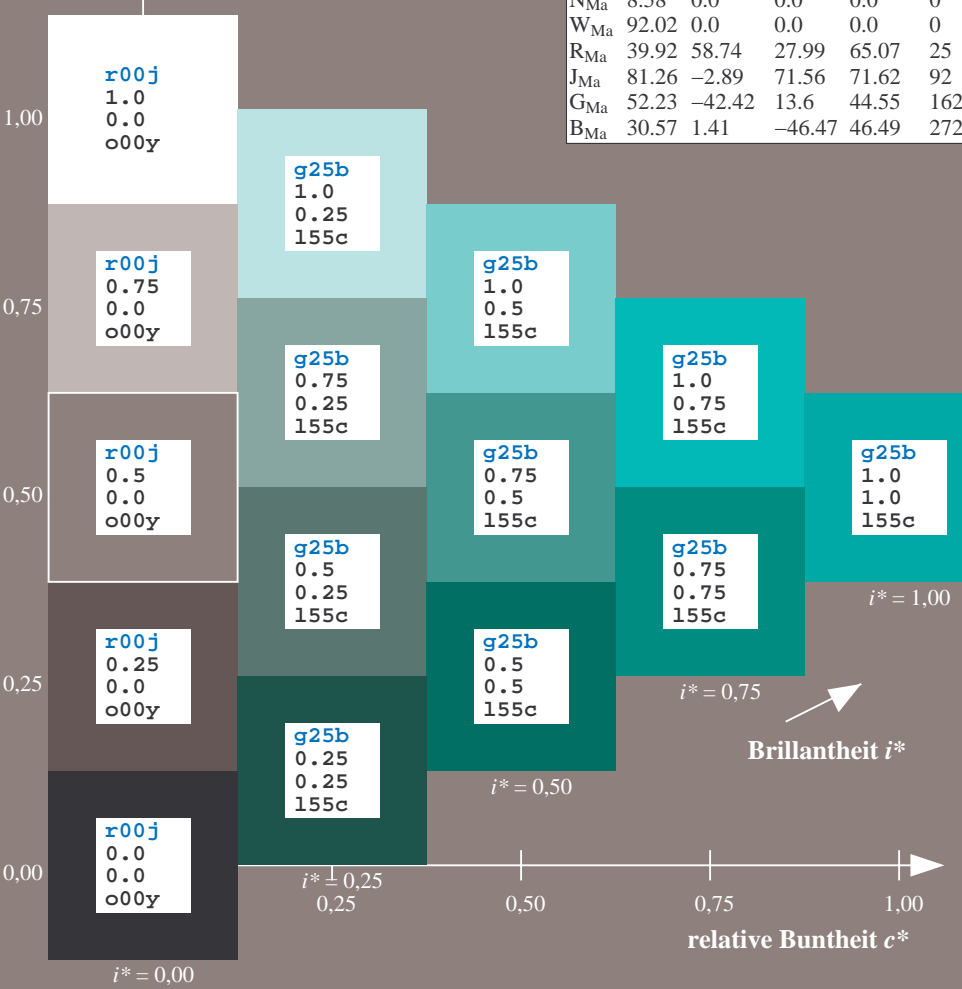 N_Ma 8.58 0.0 0.0 0.0 0
W_Ma 92.02 0.0 0.0 0.0 0
R_Ma 39.92 58.74 27.99 65.07 25
J_Ma 81.26 −2.89 71.56 71.62 92
G_Ma 52.23 −42.42 13.6 44.55 162
B_Ma 30.57 1.41 −46.47 46.49 272
r00j
1.0
0.0
o00y
1,00
g25b
1.0
0.25
l55c
r00j
0.75
0.0
o00y
g25b
1.0
0.5
l55c
0,75
g25b
0.75
0.25
l55c
g25b
1.0
0.75
l55c
r00j
0.5
0.0
o00y
g25b
0.75
0.5
l55c
g25b
1.0
1.0
l55c
0,50
g25b
0.5
0.25
l55c
g25b
0.75
0.75
l55c
i* = 1,00
r00j
0.25
0.0
o00y
g25b
0.5
0.5
l55c
0,25
i* = 0,75
g25b
0.25
0.25
l55c
Brillantheit i*
i* = 0,50
r00j
0.0
0.0
o00y
0,00
i* = 0,25
0,25 0,50 0,75 1,00
relative Buntheit c*
i* = 0,00